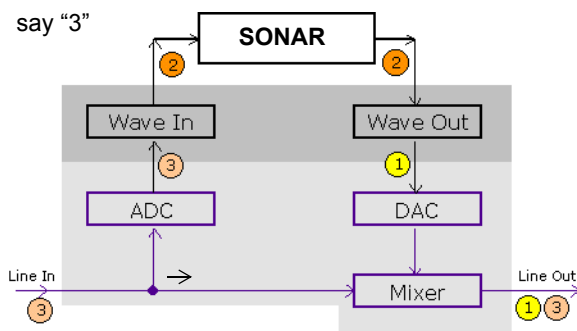 say “3”
SONAR
2
2
Wave In
Wave Out
3
1
ADC
DAC
Line In
Line Out
Mixer
3
1 3